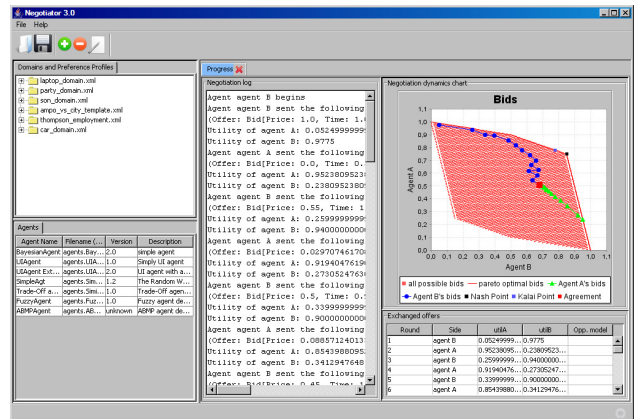 Negotiator 3.0
File Help
Domains and Preference Profiles
laptop_domain.xml
party_domain.xml
son_domain.xml
ampo_vs_city_template.xml
thompson_employment.xml
car_domain.xml
Agents
Agent Name Filename (... Version Description
BayesianAgent agents.Bay... 2.0 simple agent
UIAgent agents.UIA... 1.0 Simply UI agent
UIAgent Ext... agents.UIA... 2.0 UI agent with a...
SimpleAgt agents.Sim... 1.2 The Random W...
Trade-Off a... agents.Simi... 1.0 Trade-Off agen...
FuzzyAgent agents.Fuz... 1.0 Fuzzy agent de...
ABMPAgent agents.AB... unknown ABMP agent de...
Progress
Negotiation log
Agent agent B begins
Agent agent B sent the following
(Offer: Bid[Price: 1.0, Time: 1.
Utility of agent A: 0.0524999999
Utility of agent B: 0.9775
Agent agent A sent the following
(Offer: Bid[Price: 0.0, Time: 0.
Utility of agent A: 0.9523809523
Utility of agent B: 0.2380952380
Agent agent B sent the following
(Offer: Bid[Price: 0.55, Time: 1
Utility of agent A: 0.2599999999
Utility of agent B: 0.9400000000
Agent agent A sent the following
(Offer: Bid[Price: 0.0297074617
Utility of agent A: 0.9194047619
Utility of agent B: 0.2730524763
Agent agent B sent the following
(Offer: Bid[Price: 0.5, Time: 0.
Utility of agent A: 0.3399999999
Utility of agent B: 0.9000000000
Agent agent A sent the following
(Offer: Bid[Price: 0.0885712401
Utility of agent A: 0.8543988095
Utility of agent B: 0.3412947648
Agent agent B sent the following
(Offer: Bid[Price: 0.45, Time:
Negotiation dynamics chart
Bids
Agent A
1,1
1,0
0,9
0,8
0,7
0,6
0,5
0,4
0,3
0,2
0,1
0,0
0,0 0,1 0,2 0,3 0,4 0,5 0,6 0,7 0,8 0,9 1,0 1,1
Agent B
all possible bids pareto optimal bids Agent A's bids
Agent B's bids Nash Point Kalai Point Agreement
Exchanged offers
Round Side utilA utilB Opp. model
1 agent B 0.05249999... 0.9775
2 agent A 0.95238095... 0.23809523...
3 agent B 0.25999999... 0.94000000...
4 agent A 0.91940476... 0.27305247...
5 agent B 0.33999999... 0.90000000...
6 agent A 0.85439880... 0.34129476...